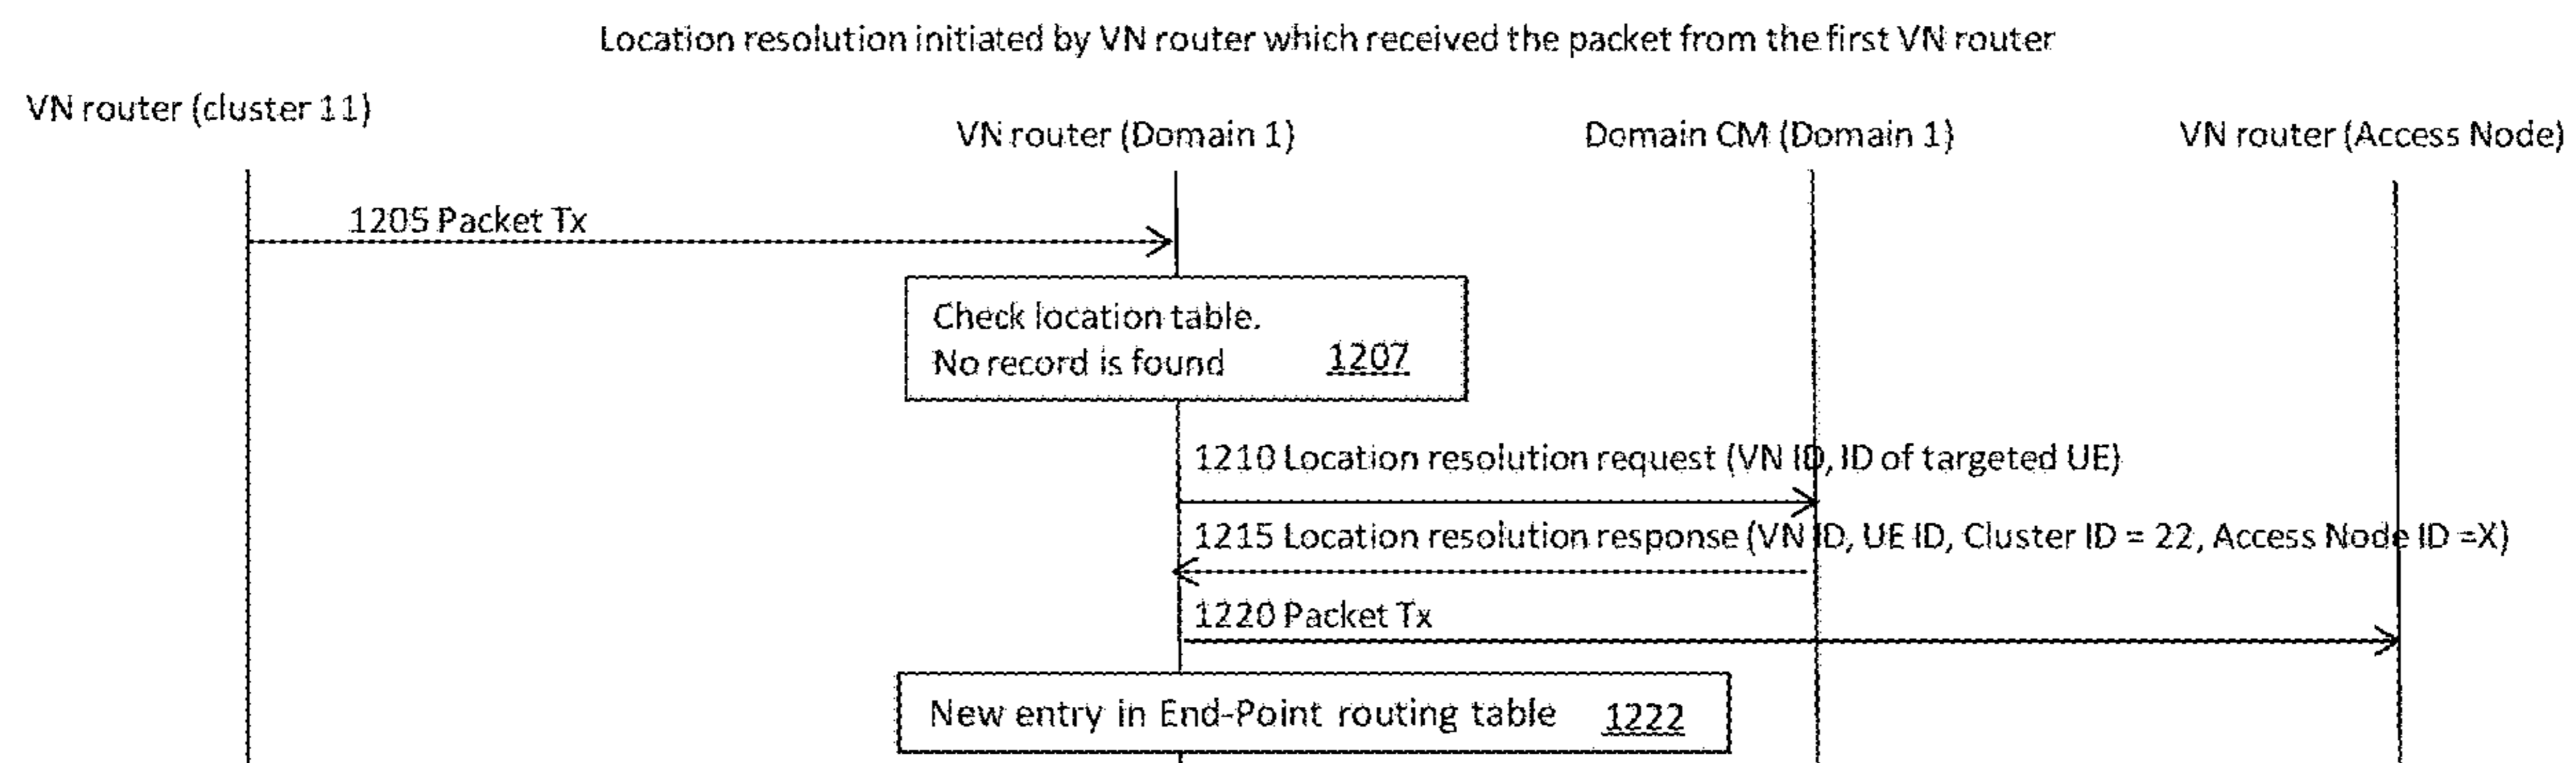 Location resolution initiated by VN router which received the packet from the first VN router
VN router (cluster 11)
VN router (Domain 1)
Domain CM (Domain 1)
VN router (Access Node)
1205 Packet Tx
Check location table.
No record is found 1207
1210 Location resolution request (VN ID, ID of targeted UE)
1215 Location resolution response (VN ID, UE ID, Cluster ID = 22, Access Node ID =X)
1220 Packet Tx
New entry in End-Point routing table 1222